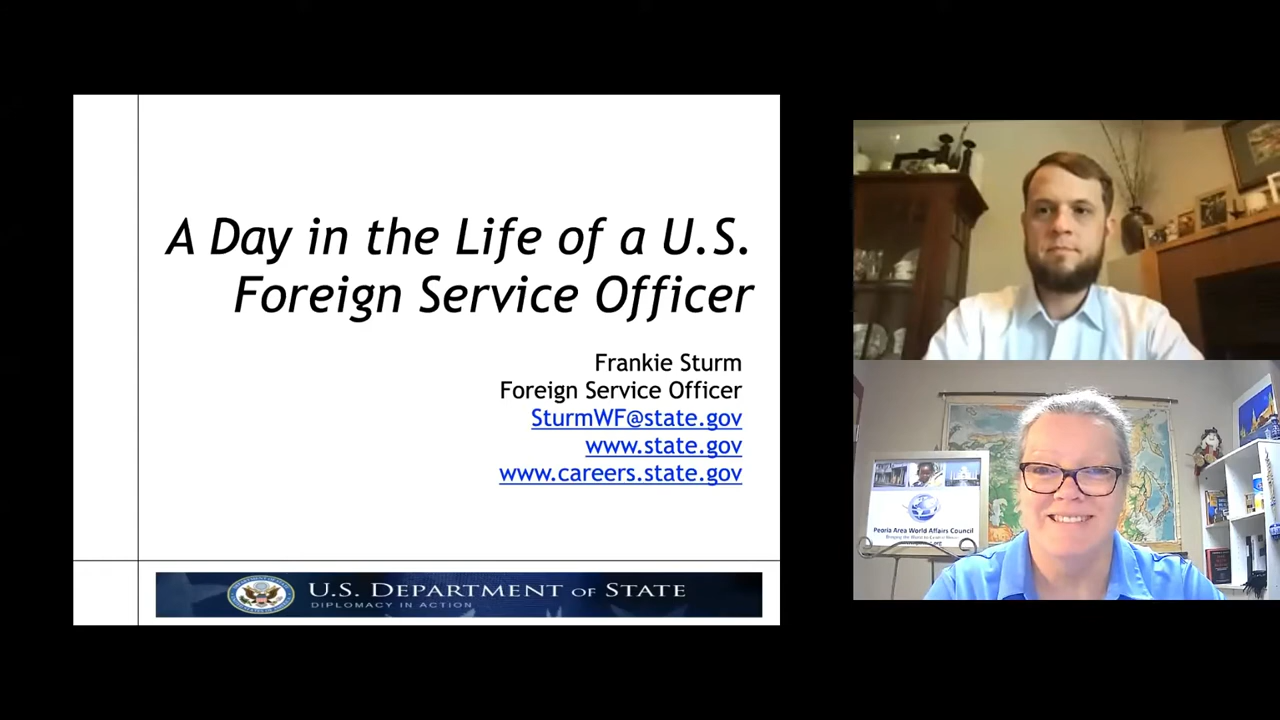 A Day in the Life of a U.S.
Foreign Service Officer
Frankie Sturm
Foreign Service Officer
SturmWF@state.gov
www.state.gov
www.careers.state.gov
U.S. DEPARTMENT OF STATE
DIPLOMACY IN ACTION
Peoria Area World Affairs Council